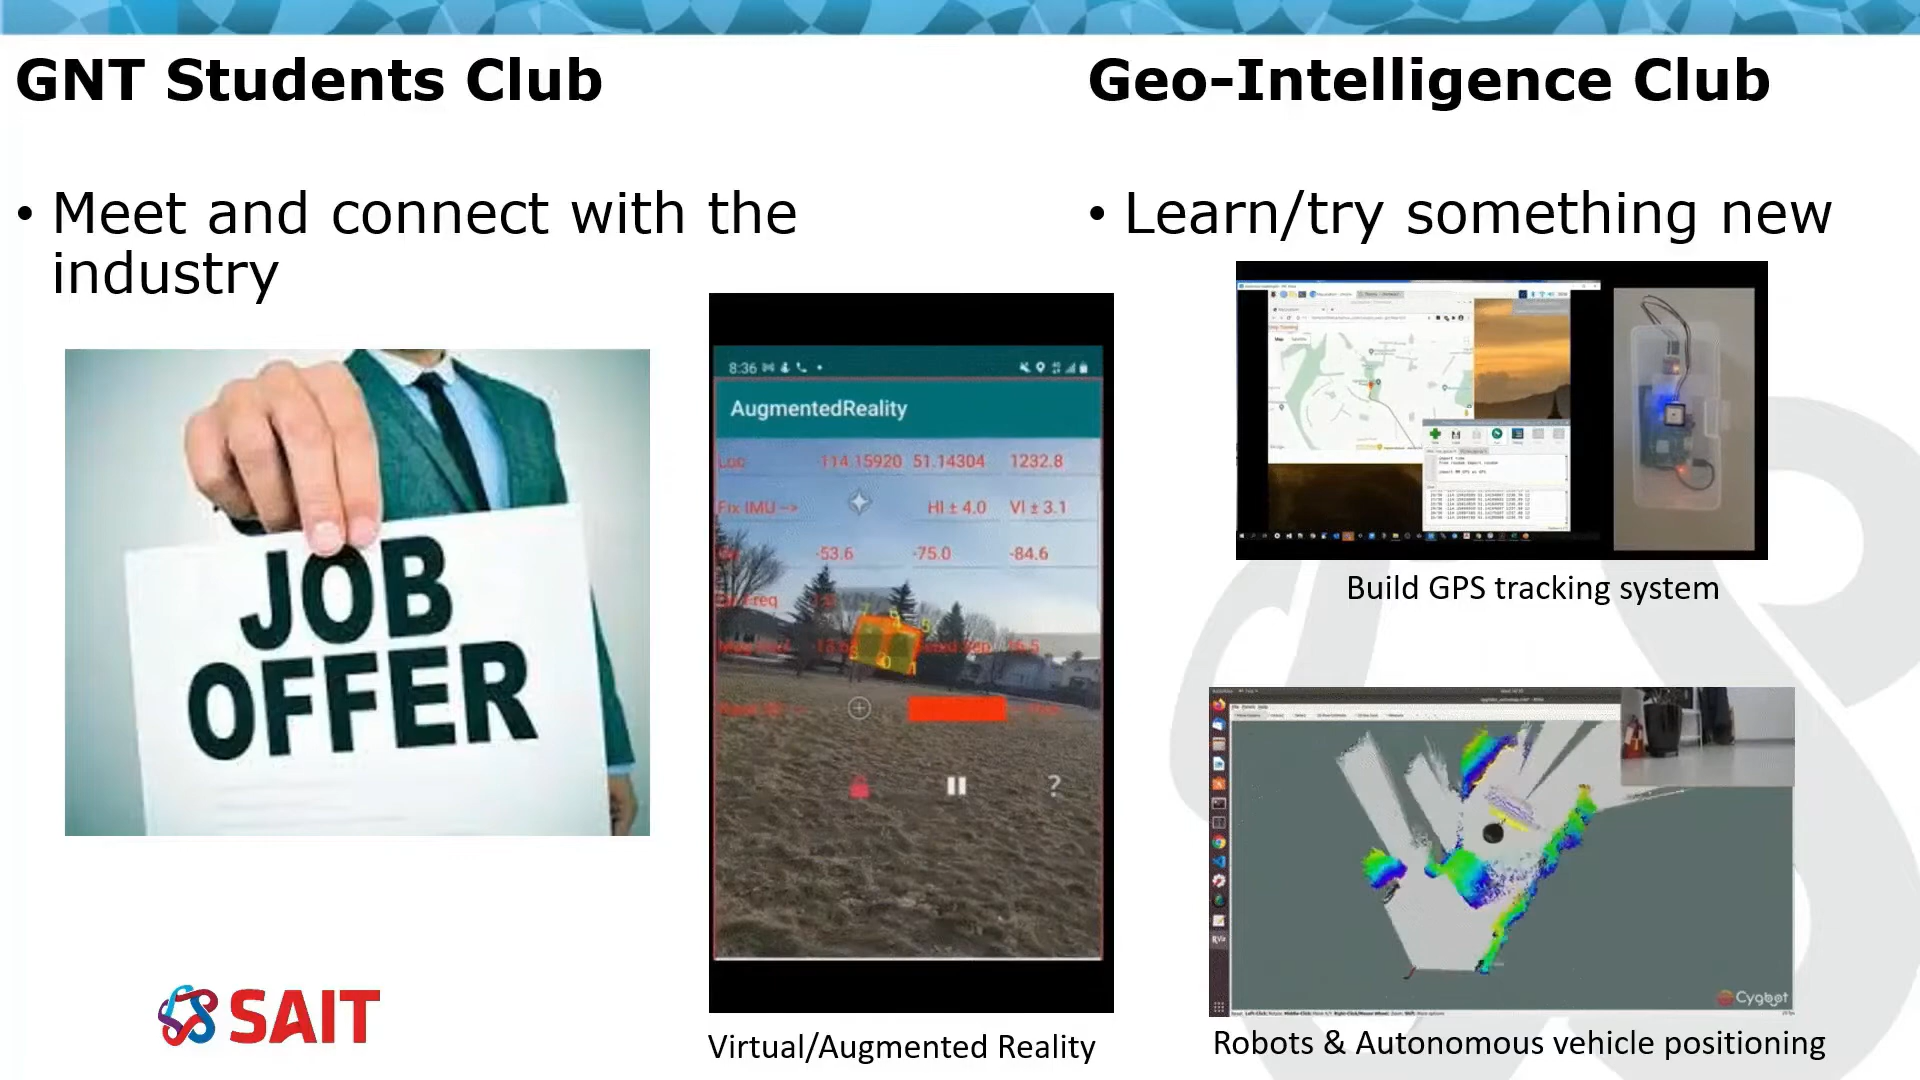 GNT Students Club
• Meet and connect with the
industry
JOB
OFFER
SAIT
8:36
AugmentedReality
Loc -114.15920 51.14304 1232.8
Fix IMU --> HI ± 4.0 VI ± 3.1
-53.6 -75.0 -84.6
?
Virtual/Augmented Reality
Geo-Intelligence Club
• Learn/try something new
Build GPS tracking system
Cygbot
Robots & Autonomous vehicle positioning